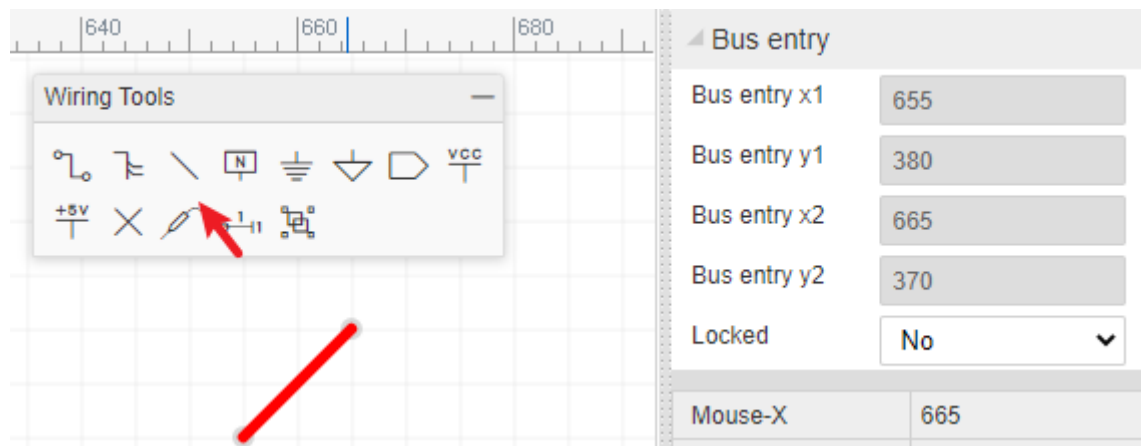 640 660 680
Wiring Tools
N
VCC
+5V
1
1
Bus entry
Bus entry x1 655
Bus entry y1 380
Bus entry x2 665
Bus entry y2 370
Locked No
Mouse-X 665